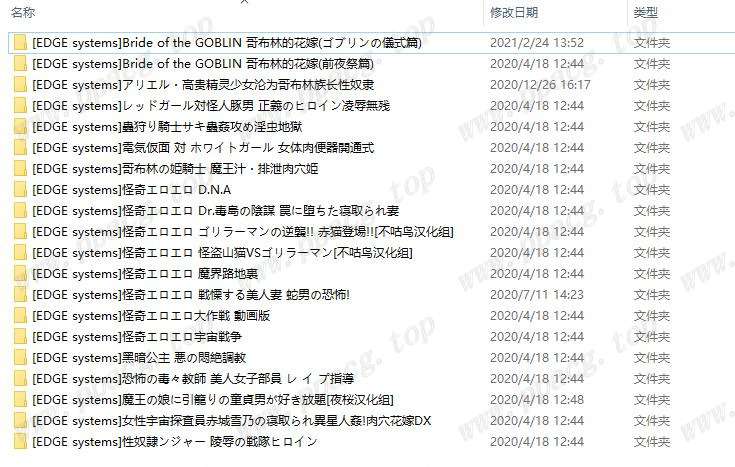 名称 修改日期 类型
[EDGE systems]Bride of the GOBLIN 哥布林的花嫁(ゴブリンの儀式篇) 2021/2/24 13:52 文件夹
[EDGE systems]Bride of the GOBLIN 哥布林的花嫁(前夜祭篇) 2020/4/18 12:44 文件夹
[EDGE systems]アリエル・高贵精灵少女沦为哥布林族长性奴隶 2020/12/26 16:17 文件夹
[EDGE systems]レッドガール対怪人豚男 正義のヒロイン凌辱無残 2020/4/18 12:44 文件夹
[EDGE systems]蟲狩り騎士サキ蟲姦攻め淫虫地獄 2020/4/18 12:44 文件夹
[EDGE systems]電気仮面 対 ホワイトガール 女体肉便器開通式 2020/4/18 12:44 文件夹
[EDGE systems]哥布林の姫騎士 魔王汁・排泄肉穴姫 2020/4/18 12:44 文件夹
[EDGE systems]怪奇エロエロ D.N.A 2020/4/18 12:44 文件夹
[EDGE systems]怪奇エロエロ Dr.毒島の陰謀 罠に堕ちた寝取られ妻 2020/4/18 12:44 文件夹
[EDGE systems]怪奇エロエロ ゴリラーマンの逆襲!! 赤猫登場!![不咕鸟汉化组] 2020/4/18 12:44 文件夹
[EDGE systems]怪奇エロエロ 怪盗山猫VSゴリラーマン[不咕鸟汉化组] 2020/4/18 12:44 文件夹
[EDGE systems]怪奇エロエロ 魔界路地裏 2020/4/18 12:44 文件夹
[EDGE systems]怪奇エロエロ 戦慄する美人妻 蛇男の恐怖! 2020/7/11 14:23 文件夹
[EDGE systems]怪奇エロエロ大作戦 動画版 2020/4/18 12:44 文件夹
[EDGE systems]怪奇エロエロ宇宙戦争 2020/4/18 12:44 文件夹
[EDGE systems]黑暗公主 悪の悶絶調教 2020/4/18 12:44 文件夹
[EDGE systems]恐怖の毒々教師 美人女子部員 レ イ プ指導 2020/4/18 12:44 文件夹
[EDGE systems]魔王の娘に引籠りの童貞男が好き放題[夜桜汉化组] 2020/4/18 12:48 文件夹
[EDGE systems]女性宇宙探査員赤城雪乃の寝取られ異星人姦!肉穴花嫁DX 2020/4/18 12:44 文件夹
[EDGE systems]性奴隷ンジャー 陵辱の戦隊ヒロイン 2020/4/18 12:44 文件夹